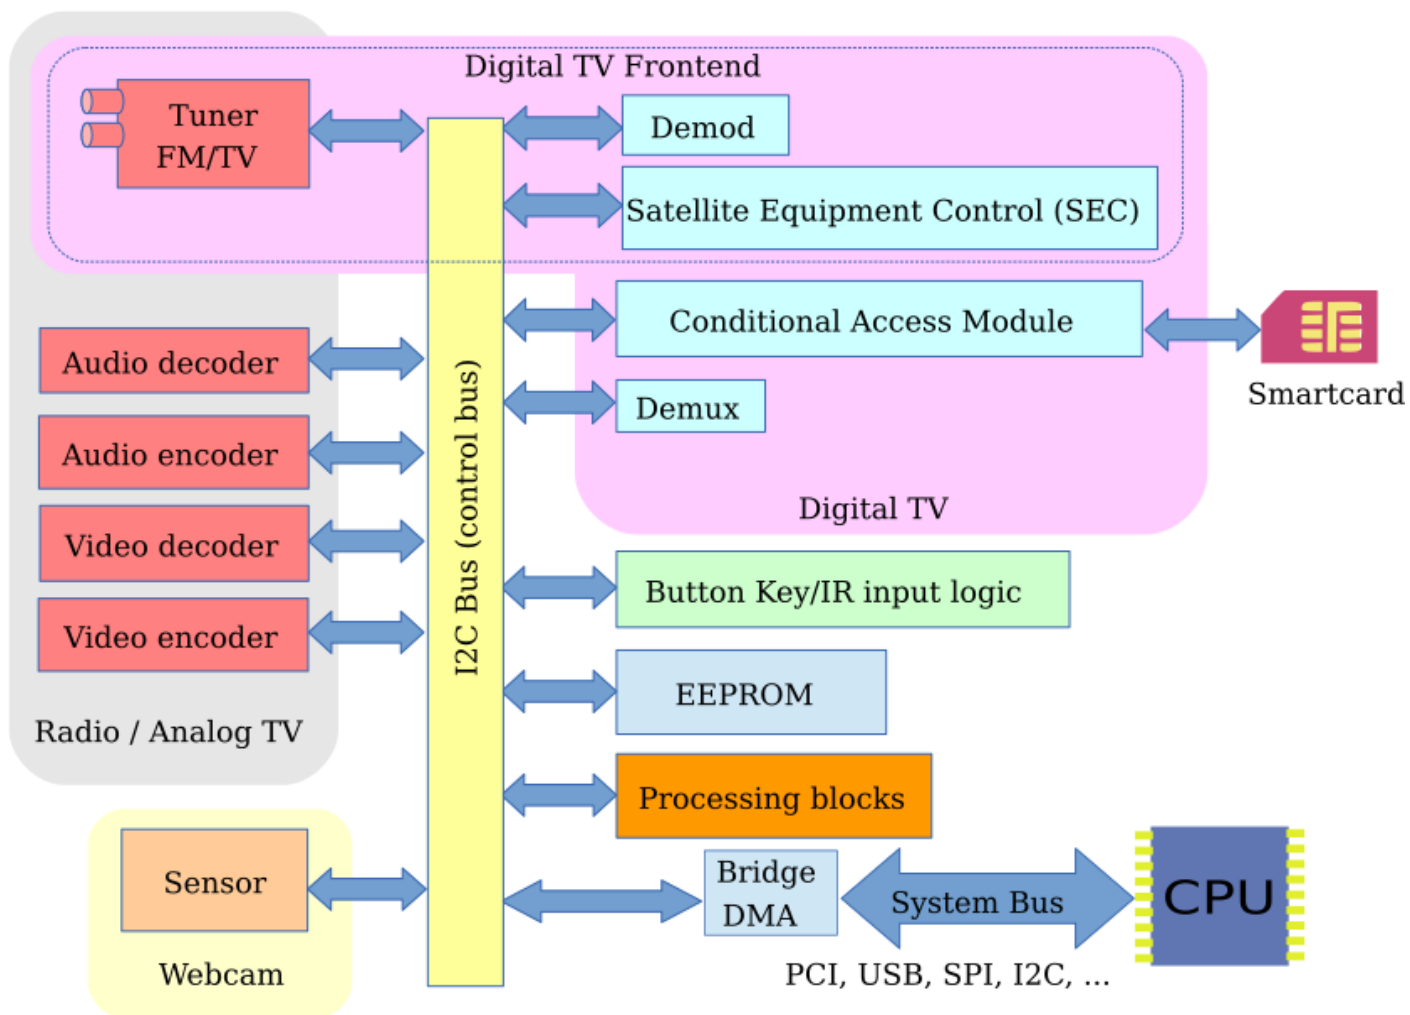 Digital TV Frontend
Tuner
FM/TV
Demod
Satellite Equipment Control (SEC)
Conditional Access Module
Smartcard
Demux
Digital TV
Audio decoder
Audio encoder
Video decoder
Video encoder
Radio / Analog TV
I2C Bus (control bus)
Button Key/IR input logic
EEPROM
Processing blocks
Sensor
Webcam
Bridge
DMA
System Bus
CPU
PCI, USB, SPI, I2C, ...